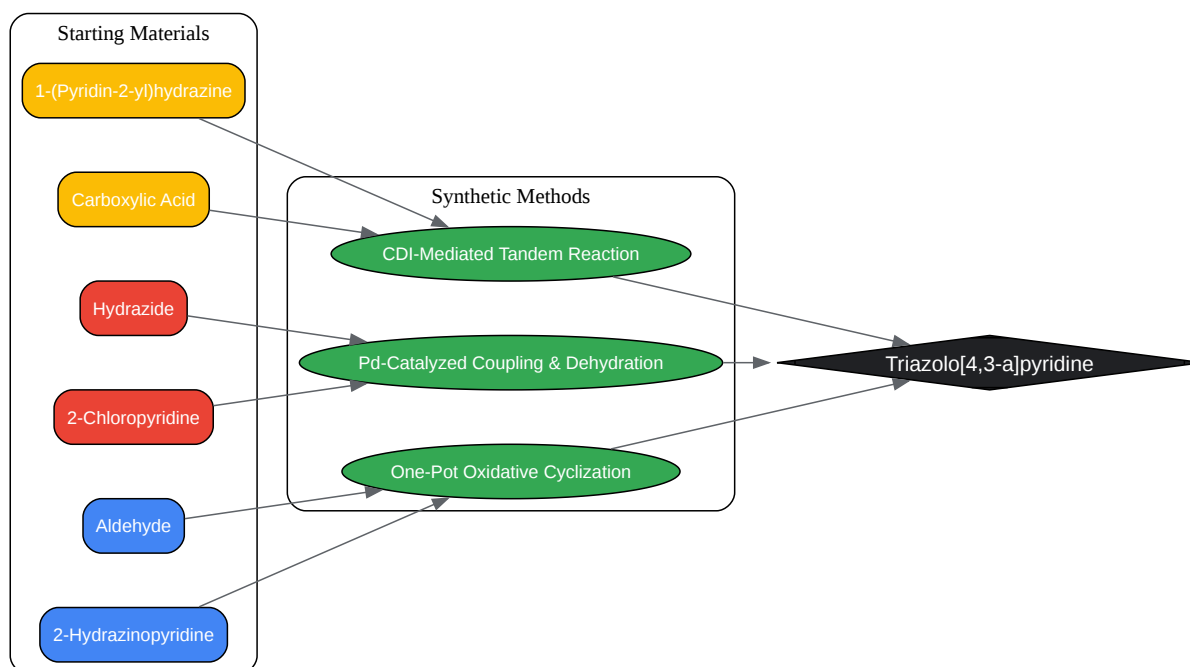 Starting Materials
1-(Pyridin-2-yl)hydrazine
Carboxylic Acid
Hydrazide
2-Chloropyridine
Aldehyde
2-Hydrazinopyridine
Synthetic Methods
CDI-Mediated Tandem Reaction
Pd-Catalyzed Coupling & Dehydration
One-Pot Oxidative Cyclization
Triazolo[4,3-a]pyridine